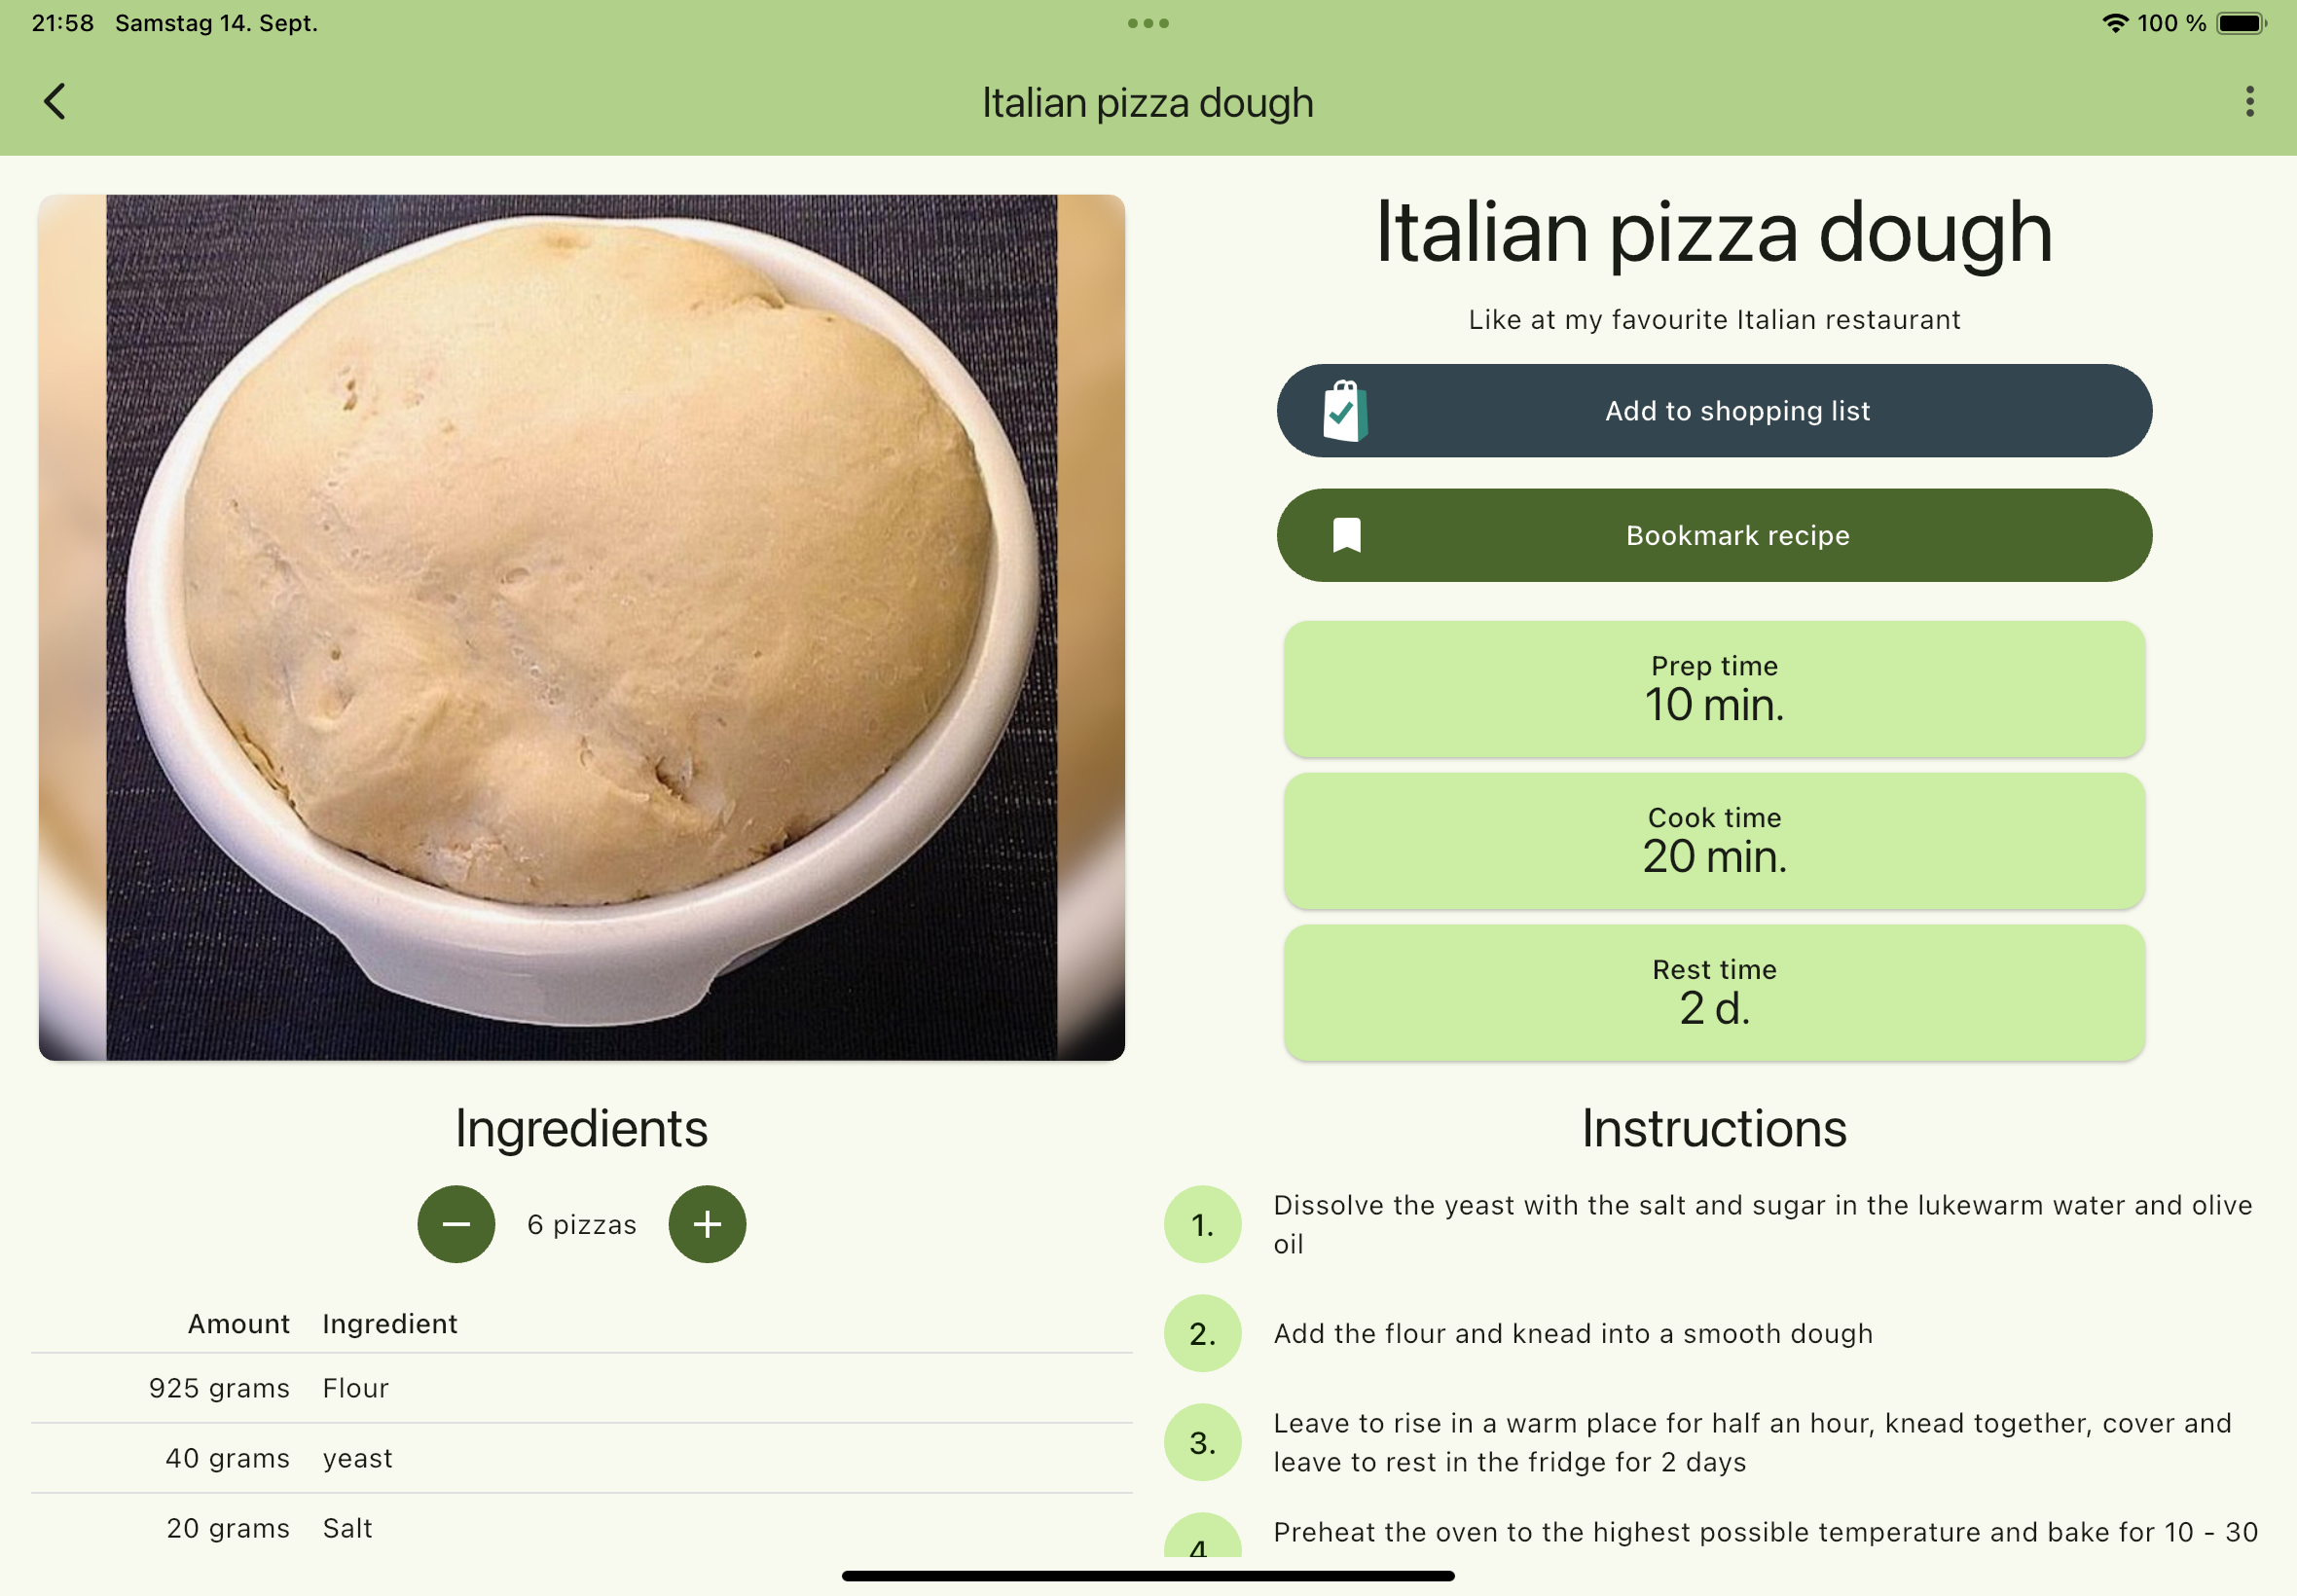 21:58 Samstag 14. Sept.
100 %
Italian pizza dough
Italian pizza dough
Like at my favourite Italian restaurant
Add to shopping list
Bookmark recipe
Prep time
10 min.
Cook time
20 min.
Rest time
2 d.
Ingredients
6 pizzas
Amount Ingredient
925 grams Flour
40 grams yeast
20 grams Salt
Instructions
1. Dissolve the yeast with the salt and sugar in the lukewarm water and olive
oil
2. Add the flour and knead into a smooth dough
3. Leave to rise in a warm place for half an hour, knead together, cover and
leave to rest in the fridge for 2 days
4. Preheat the oven to the highest possible temperature and bake for 10 - 30